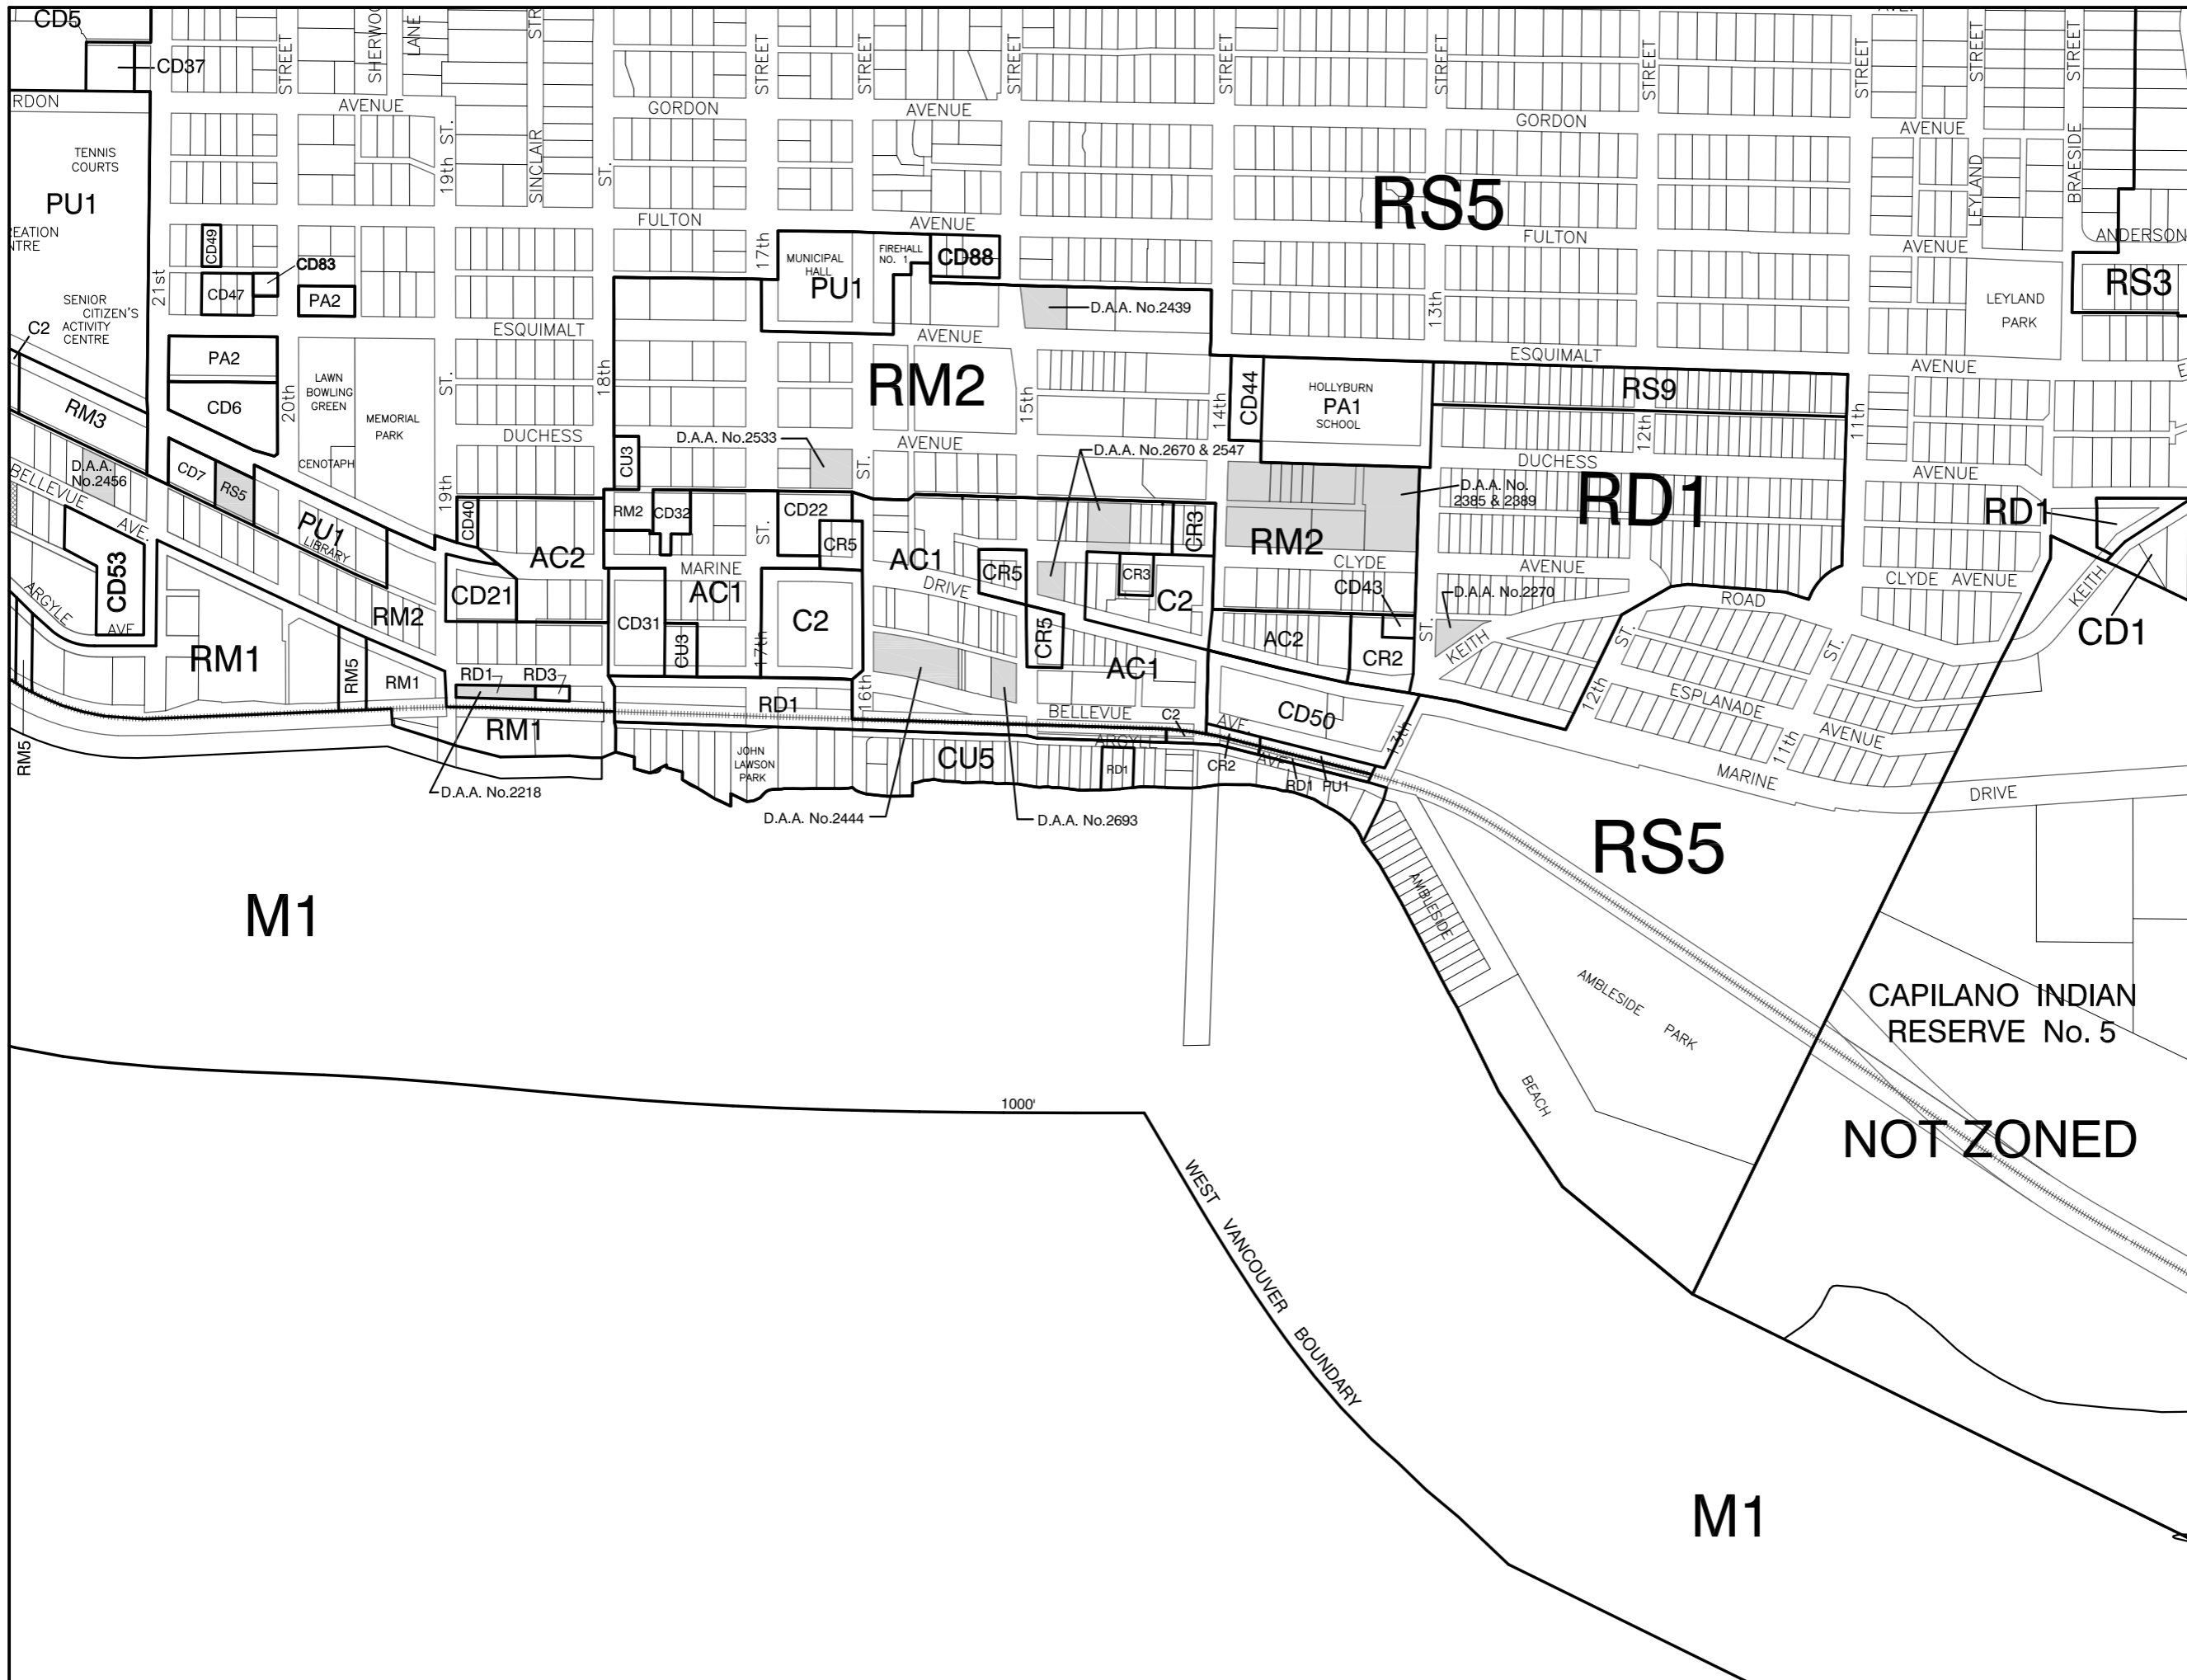 CD5
CD37
STREET
SHERWOO
LANE
STR
STREET
STREET
STREET
STREET
STREET
STREET
STREET
STREET
STREET
RDON
AVENUE
GORDON
AVENUE
GORDON
AVENUE
TENNIS
COURTS
19th ST.
SINCLAIR
ST.
LEYLAND
BRAESIDE
PU1
RS5
EATION
NTRE
FULTON
AVENUE
FULTON
AVENUE
ANDERSON
CD49
CD83
CD47
PA2
21st
17th
MUNICIPAL
HALL
PU1
FIREHALL
NO. 1
CD88
RS3
SENIOR
CITIZEN'S
ACTIVITY
CENTRE
C2
D.A.A. No.2439
13th
LEYLAND
PARK
ESQUIMALT
AVENUE
ESQUIMALT
AVENUE
E
PA2
CD6
20th
LAWN
BOWLING
GREEN
MEMORIAL
PARK
CENOTAPH
ST.
18th
RM2
15th
14th
CD44
HOLLYBURN
PA1
SCHOOL
RS9
12th
11th
RM3
DUCHESS
AVENUE
DUCHESS
AVENUE
D.A.A. No.2533
ST.
D.A.A. No.2670 & 2547
CU3
D.A.A.
No.2456
CD7
RS5
BELLEVUE
AVE.
19th
CD40
RM2
CD32
ST.
CD22
CR5
CR3
D.A.A. No.
2385 & 2389
RD1
RD1
PU1
LIBRARY
AC2
MARINE
AC1
AC1
DRIVE
CR5
CR3
C2
RM2
CLYDE
AVENUE
CLYDE AVENUE
CD43
D.A.A. No.2270
KEITH
ROAD
KEITH
CD1
CD53
ARGYLE
AVE
RM2
CD21
CD31
CU3
17th
C2
CR5
AC1
AC2
CR2
ST.
ST.
ST.
RM1
RM5
RM1
RD1
RD3
RD1
16th
BELLEVUE
AVE.
C2
CD50
13th
12th
ESPLANADE
AVENUE
11th
MARINE
DRIVE
RM5
RM1
JOHN
LAWSON
PARK
CU5
ARGYLE
AVE.
RD1
CR2
RD1
PU1
D.A.A. No.2218
D.A.A. No.2444
D.A.A. No.2693
RS5
M1
AMBLESIDE
AMBLESIDE
PARK
BEACH
CAPILANO INDIAN
RESERVE No. 5
NOT ZONED
1000'
WEST VANCOUVER BOUNDARY
M1